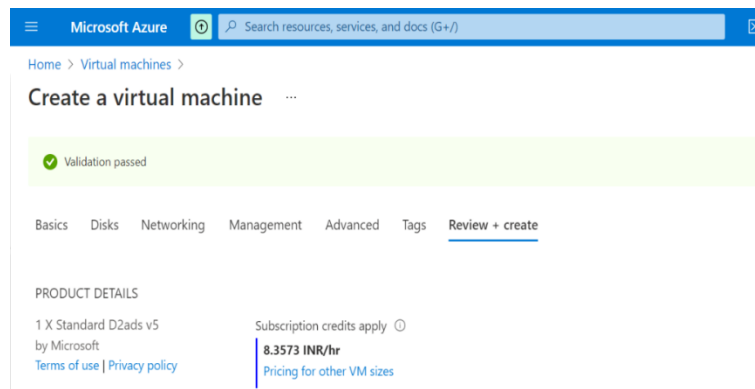 Microsoft Azure Search resources, services, and docs (G+/)
Home > Virtual machines >
Create a virtual machine ...
Validation passed
Basics Disks Networking Management Advanced Tags Review + create
PRODUCT DETAILS
1 X Standard D2ads v5
by Microsoft
Terms of use | Privacy policy
Subscription credits apply
8.3573 INR/hr
Pricing for other VM sizes